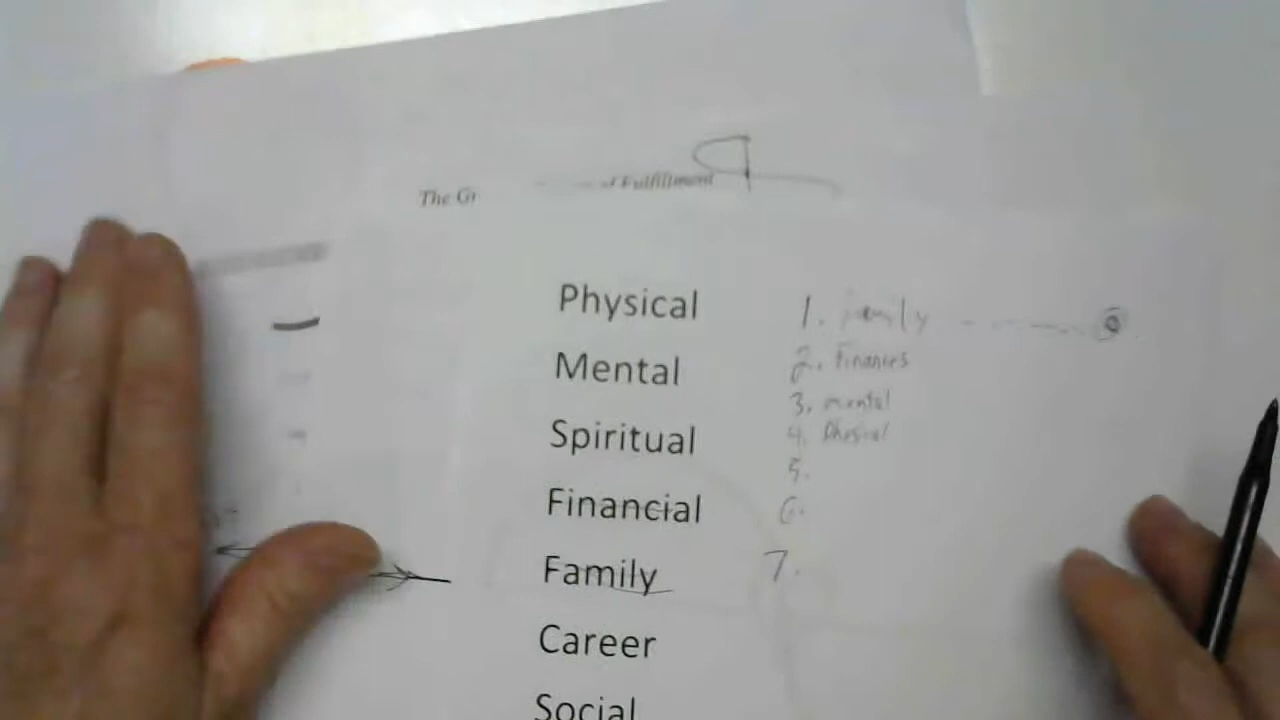 The Gr
of Fulfillment
Physical
Mental
Spiritual
Financial
Family
Career
Social
1. Family
2. Finances
3. mental
4. Physical
5.
6.
7.